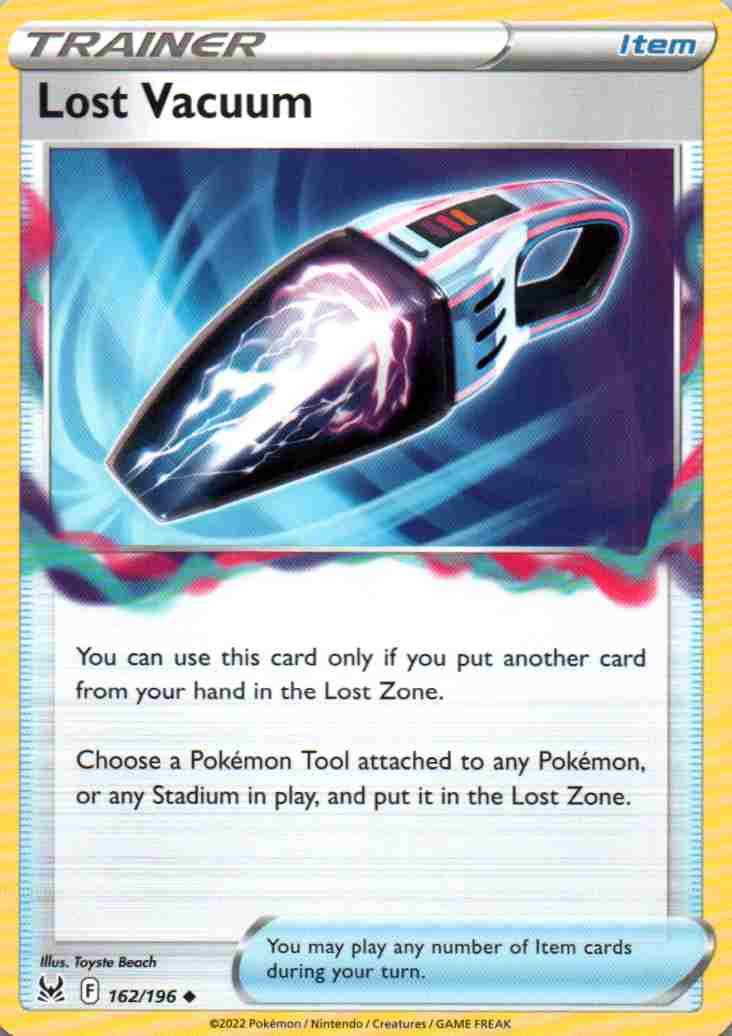 TRAINER
Item
Lost Vacuum
You can use this card only if you put another card
from your hand in the Lost Zone.
Choose a Pokémon Tool attached to any Pokémon,
or any Stadium in play, and put it in the Lost Zone.
Illus. Toyste Beach
You may play any number of Item cards
during your turn.
F 162/196
©2022 Pokémon / Nintendo / Creatures / GAME FREAK